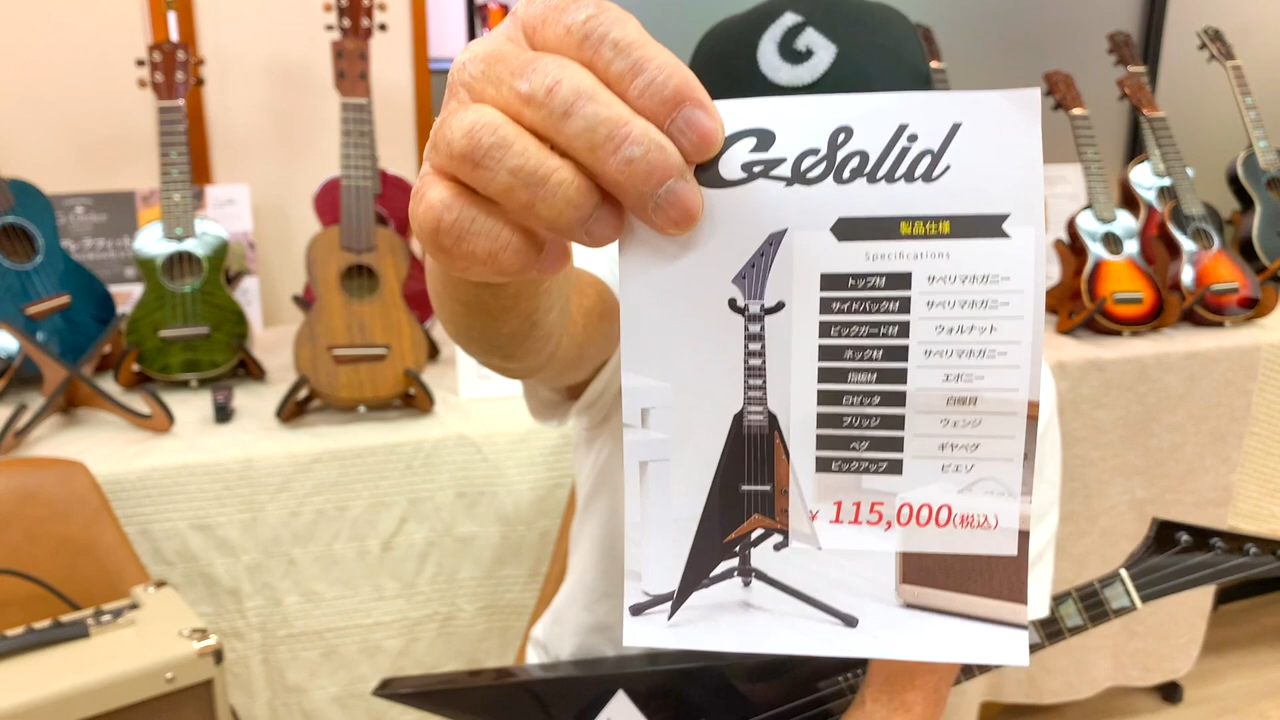 G
G Solid
製品仕様
Specifications
トップ材 サペリマホガニー
サイドバック材 サペリマホガニー
ピックガード材 ウォルナット
ネック材 サペリマホガニー
指板材 エボニー
ロゼッタ 白蝶貝
ブリッジ ウェンジ
ペグ ギヤペグ
ピックアップ ピエゾ
¥ 115,000(税込)